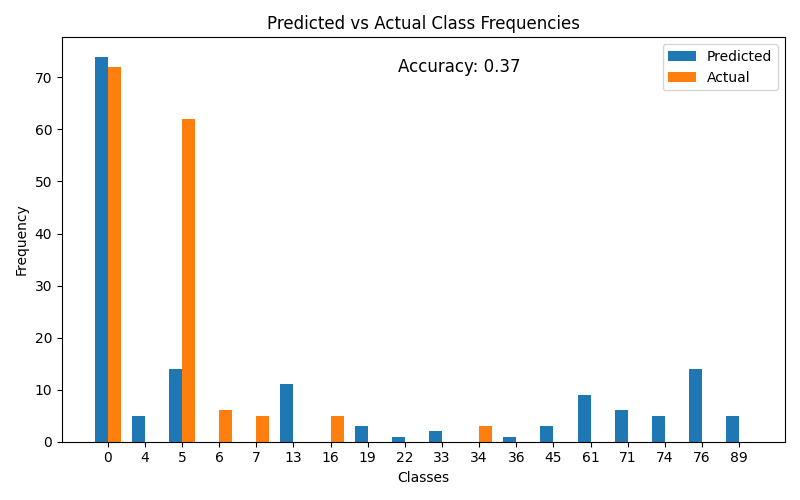 Predicted vs Actual Class Frequencies
Accuracy: 0.37
Predicted
Actual
Frequency
70
60
50
40
30
20
10
0
0 4 5 6 7 13 16 19 22 33 34 36 45 61 71 74 76 89
Classes